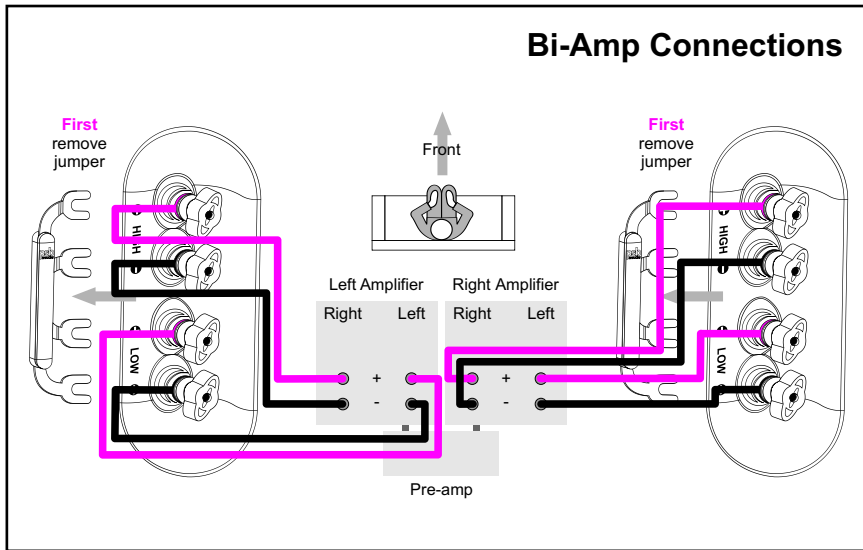 Bi-Amp Connections
First
remove
jumper
First
remove
jumper
Front
HIGH
LOW
HIGH
LOW
Left Amplifier
Right Amplifier
Right
Left
Right
Left
+
+
-
-
Pre-amp